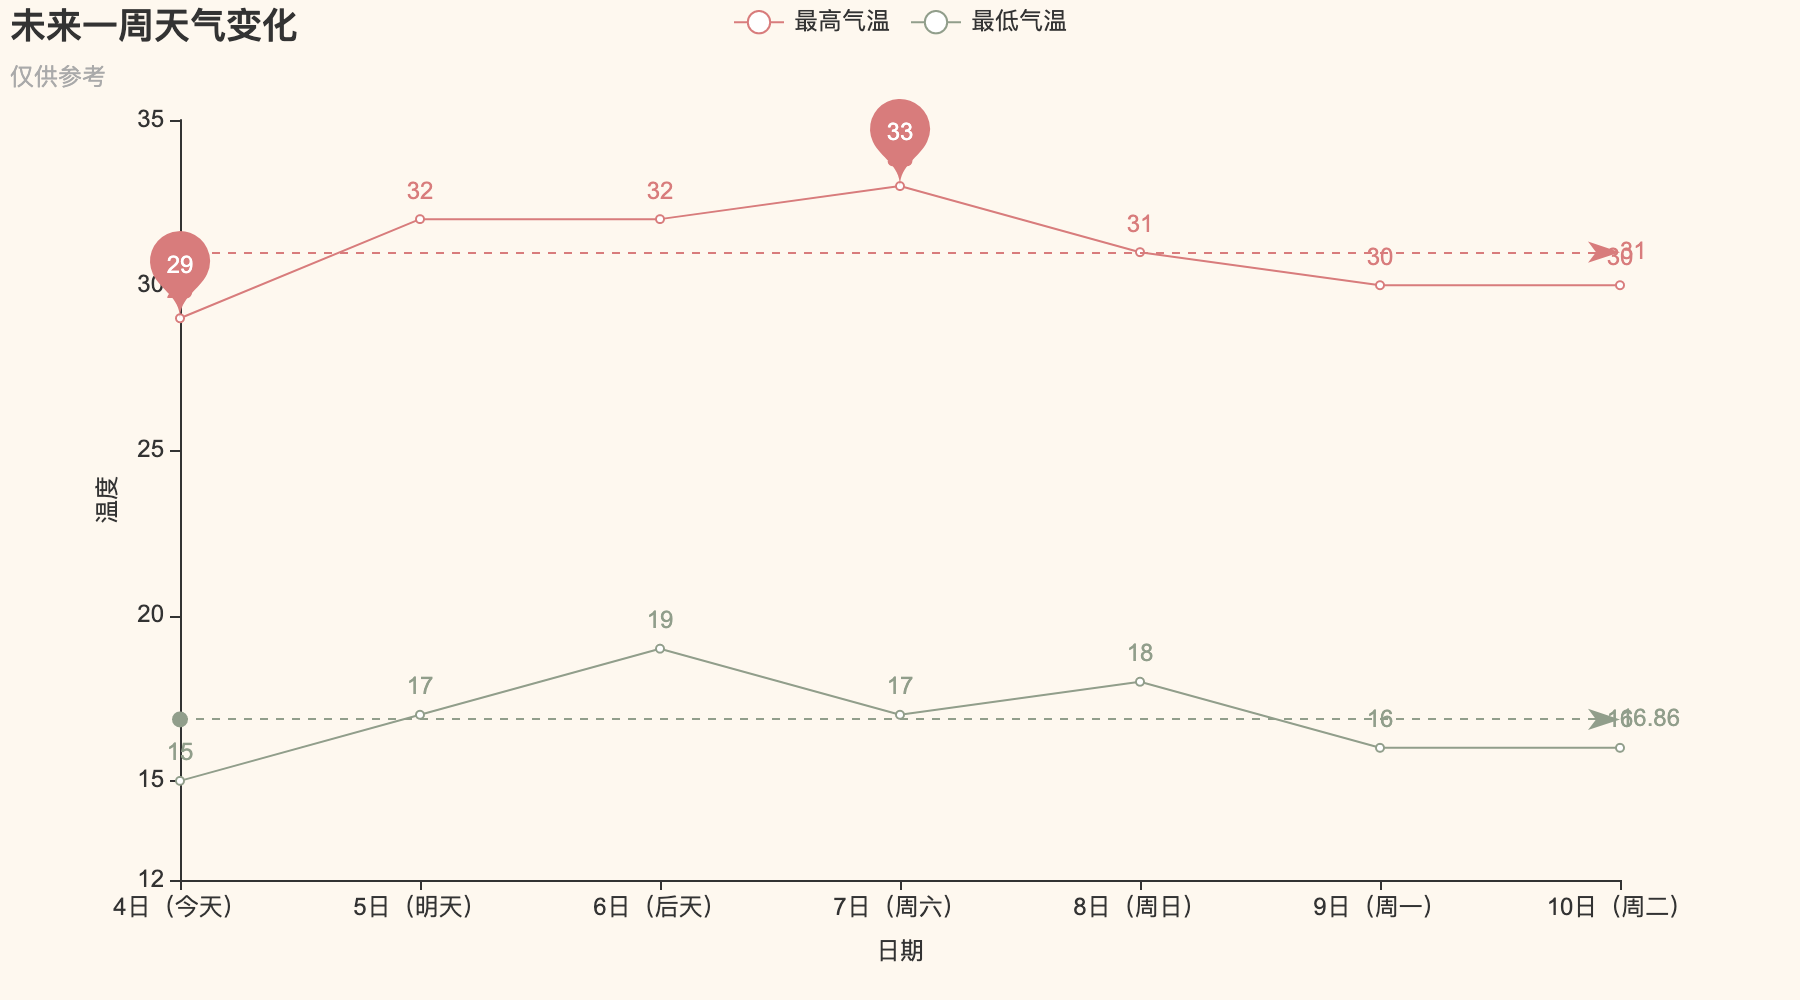 未来一周天气变化
仅供参考
最高气温
最低气温
35
30
25
20
15
12
温度
29
32
32
33
31
30
30
31
15
17
19
17
18
16
16
16.86
4日（今天）
5日（明天）
6日（后天）
7日（周六）
8日（周日）
9日（周一）
10日（周二）
日期